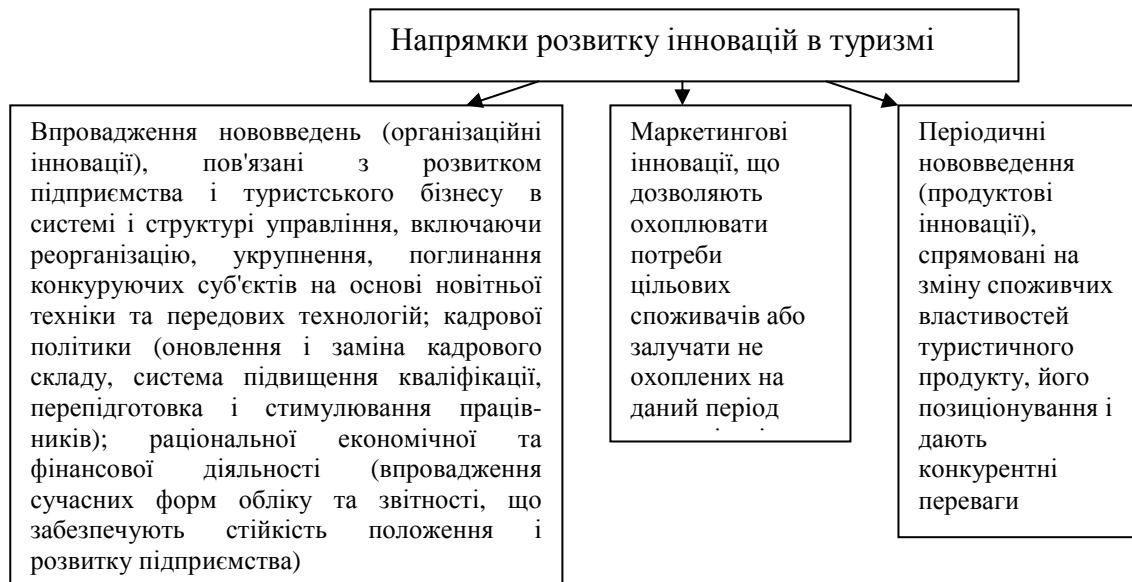 Напрямки розвитку інновацій в туризмі
Впровадження нововведень (організаційні
інновації), пов'язані з розвитком
підприємства і туристського бізнесу в
системі і структурі управління, включаючи
реорганізацію, укрупнення, поглинання
конкуруючих суб'єктів на основі новітньої
техніки та передових технологій; кадрової
політики (оновлення і заміна кадрового
складу, система підвищення кваліфікації,
перепідготовка і стимулювання праців-
ників); раціональної економічної та
фінансової діяльності (впровадження
сучасних форм обліку та звітності, що
забезпечують стійкість положення і
розвитку підприємства)
Маркетингові
інновації, що
дозволяють
охоплювати
потреби
цільових
споживачів або
залучати не
охоплених на
даний період
Періодичні
нововведення
(продуктові
інновації),
спрямовані на
зміну споживчих
властивостей
туристичного
продукту, його
позиціонування і
дають
конкурентні
переваги